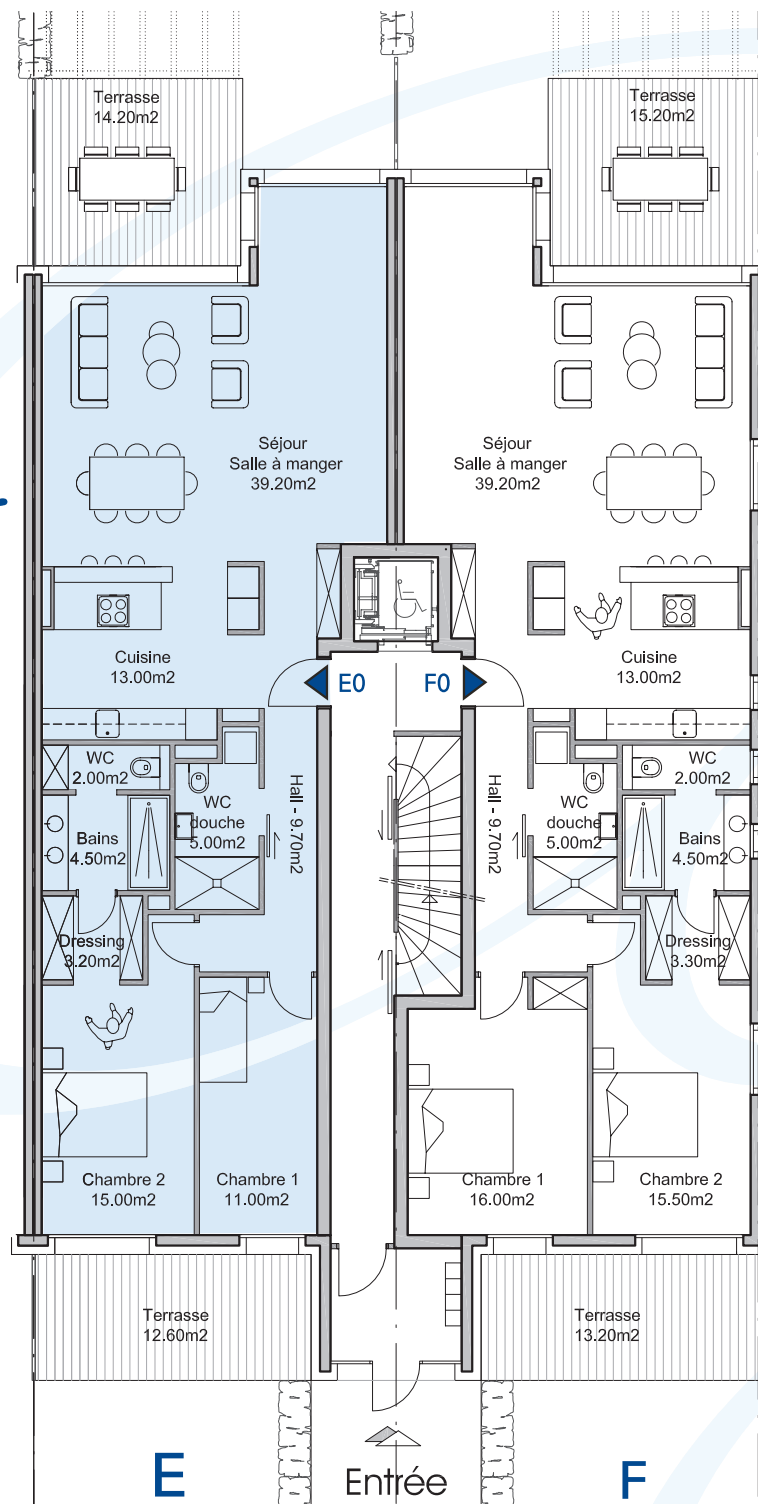 Terrasse
14.20m2
Terrasse
15.20m2
Séjour
Salle à manger
39.20m2
Séjour
Salle à manger
39.20m2
Cuisine
13.00m2
E0
F0
Cuisine
13.00m2
WC
2.00m2
WC
douche
5.00m2
Hall - 9.70m2
Hall - 9.70m2
WC
douche
5.00m2
WC
2.00m2
Bains
4.50m2
Bains
4.50m2
Dressing
3.20m2
Dressing
3.30m2
Chambre 2
15.00m2
Chambre 1
11.00m2
Chambre 1
16.00m2
Chambre 2
15.50m2
Terrasse
12.60m2
Terrasse
13.20m2
E
Entrée
F